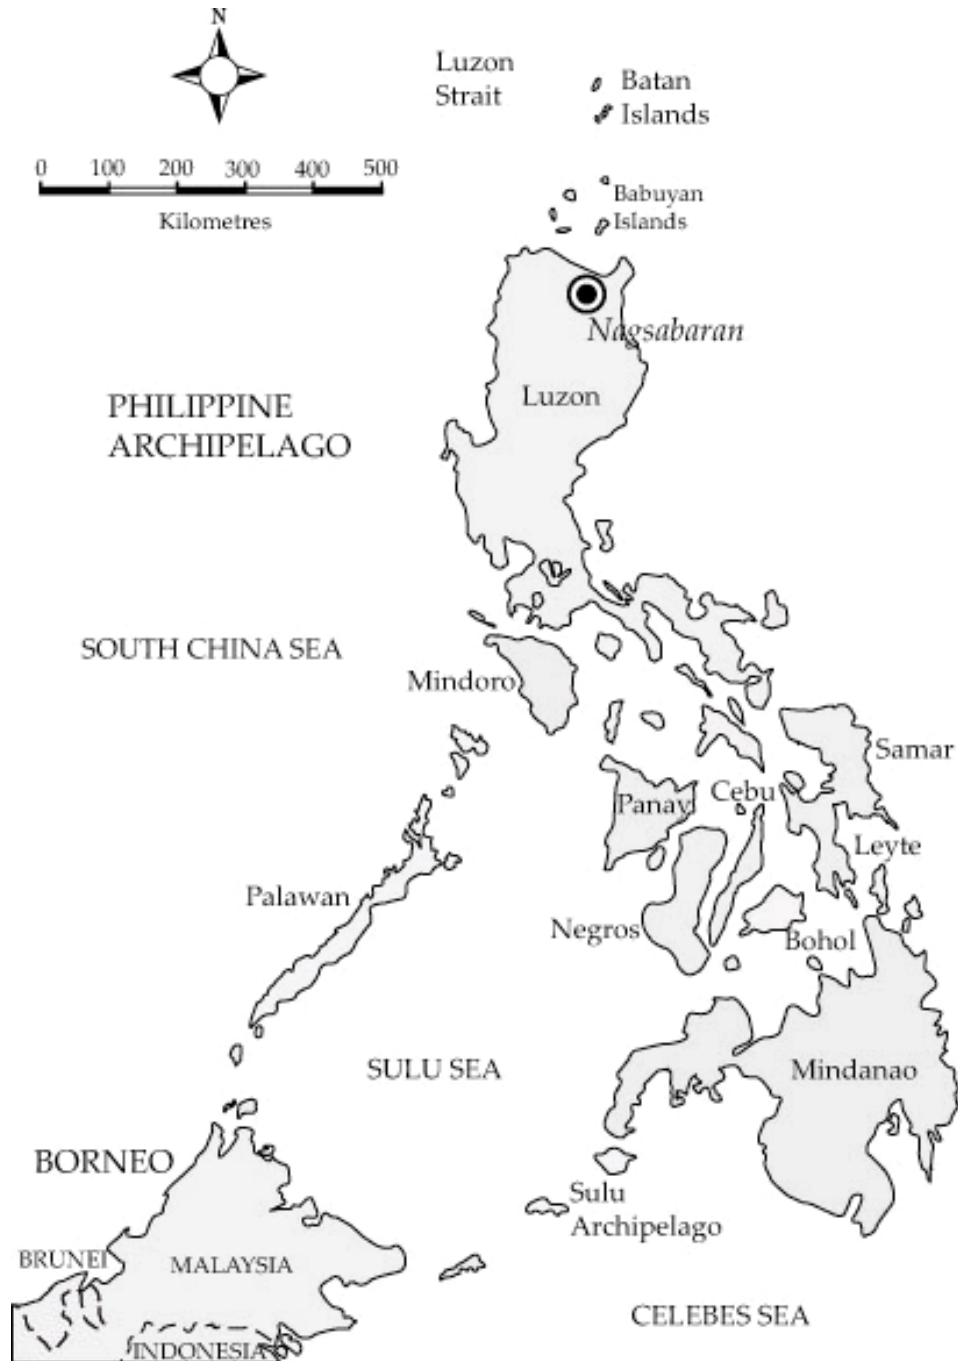 N
Luzon
Strait
Batan
Islands
0 100 200 300 400 500
Kilometres
Babuyan
Islands
Nagsabaran
Luzon
PHILIPPINE
ARCHIPELAGO
SOUTH CHINA SEA
Mindoro
Samar
Panay
Cebu
Leyte
Palawan
Negros
Bohol
SULU SEA
Mindanao
BORNEO
Sulu
Archipelago
BRUNEI
MALAYSIA
CELEBES SEA
INDONESIA